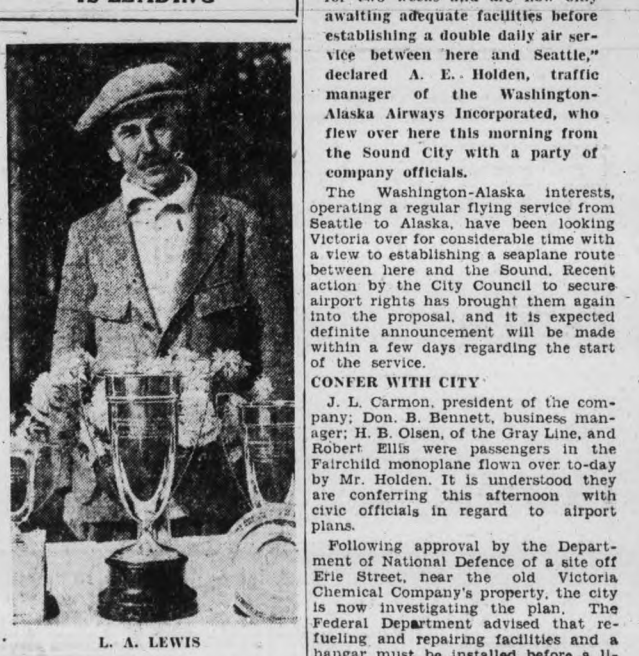 IS LEADING
L. A. LEWIS
awaiting adequate facilities before
establishing a double daily air ser-
vice between here and Seattle,"
declared A. E. Holden, traffic
manager of the Washington-
Alaska Airways Incorporated, who
flew over here this morning from
the Sound City with a party of
company officials.
The Washington-Alaska interests,
operating a regular flying service from
Seattle to Alaska, have been looking
Victoria over for considerable time with
a view to establishing a seaplane route
between here and the Sound. Recent
action by the City Council to secure
airport rights has brought them again
into the proposal, and it is expected
definite announcement will be made
within a few days regarding the start
of the service.
CONFER WITH CITY
J. L. Carmon, president of the com-
pany; Don. B. Bennett, business man-
ager; H. B. Olsen, of the Gray Line, and
Robert Ellis were passengers in the
Fairchild monoplane flown over to-day
by Mr. Holden. It is understood they
are conferring this afternoon with
civic officials in regard to airport
plans.
Following approval by the Depart-
ment of National Defence of a site off
Erie Street, near the old Victoria
Chemical Company's property, the city
is now investigating the plan. The
Federal Department advised that re-
fueling and repairing facilities and a
hangar must be installed before a li-